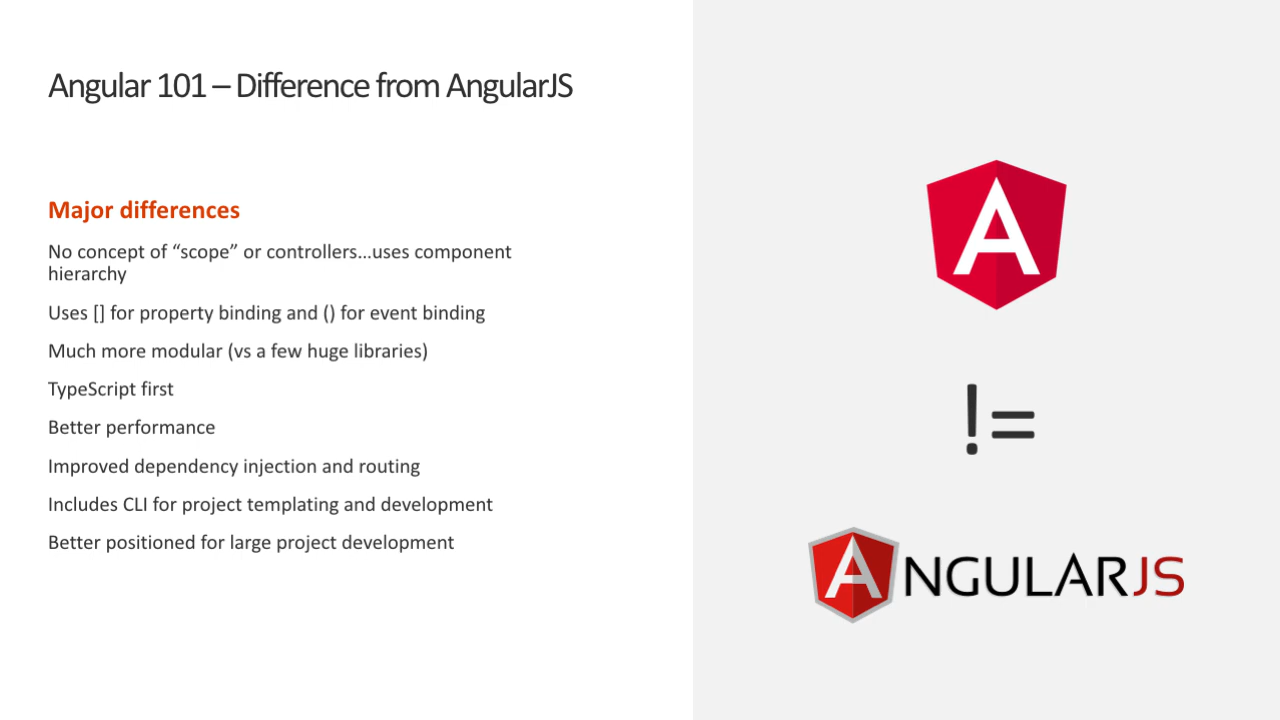 Angular 101 – Difference from AngularJS
Major differences
No concept of “scope” or controllers…uses component
hierarchy
Uses [] for property binding and () for event binding
Much more modular (vs a few huge libraries)
TypeScript first
Better performance
Improved dependency injection and routing
Includes CLI for project templating and development
Better positioned for large project development
A
!=
ANGULARJS